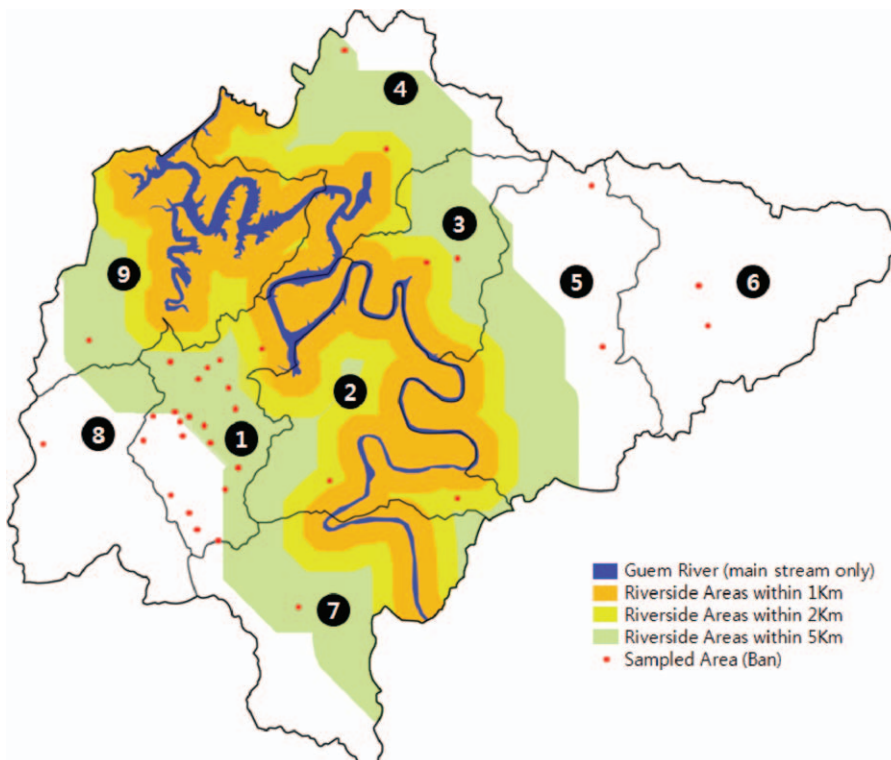 4
3
9
5
6
2
8
1
7
Guem River (main stream only)
Riverside Areas within 1Km
Riverside Areas within 2Km
Riverside Areas within 5Km
Sampled Area (Ban)